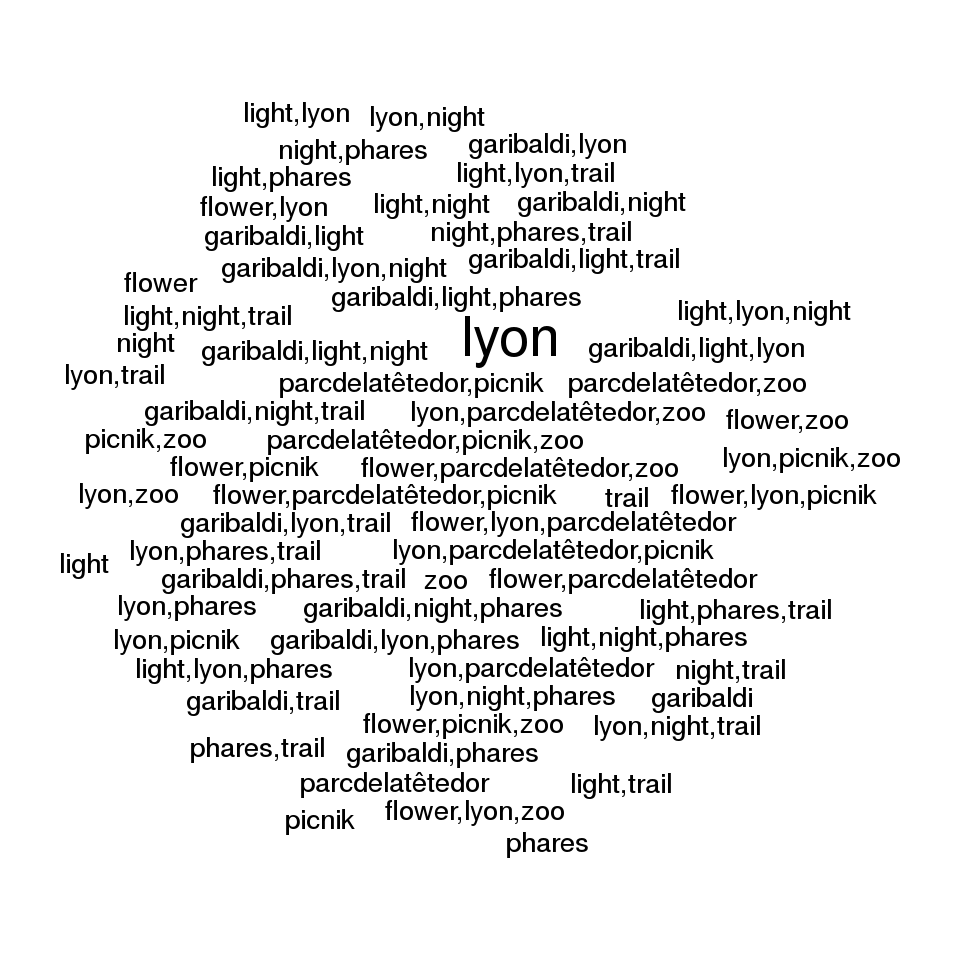 light,lyon lyon,night
night,phares garibaldi,lyon
light,phares light,lyon,trail
flower,lyon light,night garibaldi,night
garibaldi,light night,phares,trail
garibaldi,lyon,night garibaldi,light,trail
flower garibaldi,light,phares
light,night,trail lyon light,lyon,night
night garibaldi,light,night garibaldi,light,lyon
lyon,trail parcdelatêtedor,picnik parcdelatêtedor,zoo
garibaldi,night,trail lyon,parcdelatêtedor,zoo flower,zoo
picnik,zoo parcdelatêtedor,picnik,zoo
flower,picnik flower,parcdelatêtedor,zoo lyon,picnik,zoo
lyon,zoo flower,parcdelatêtedor,picnik trail flower,lyon,picnik
garibaldi,lyon,trail flower,lyon,parcdelatêtedor
light lyon,phares,trail lyon,parcdelatêtedor,picnik
garibaldi,phares,trail zoo flower,parcdelatêtedor
lyon,phares garibaldi,night,phares light,phares,trail
lyon,picnik garibaldi,lyon,phares light,night,phares
light,lyon,phares lyon,parcdelatêtedor night,trail
garibaldi,trail lyon,night,phares garibaldi
flower,picnik,zoo lyon,night,trail
phares,trail garibaldi,phares
parcdelatêtedor light,trail
picnik flower,lyon,zoo
phares